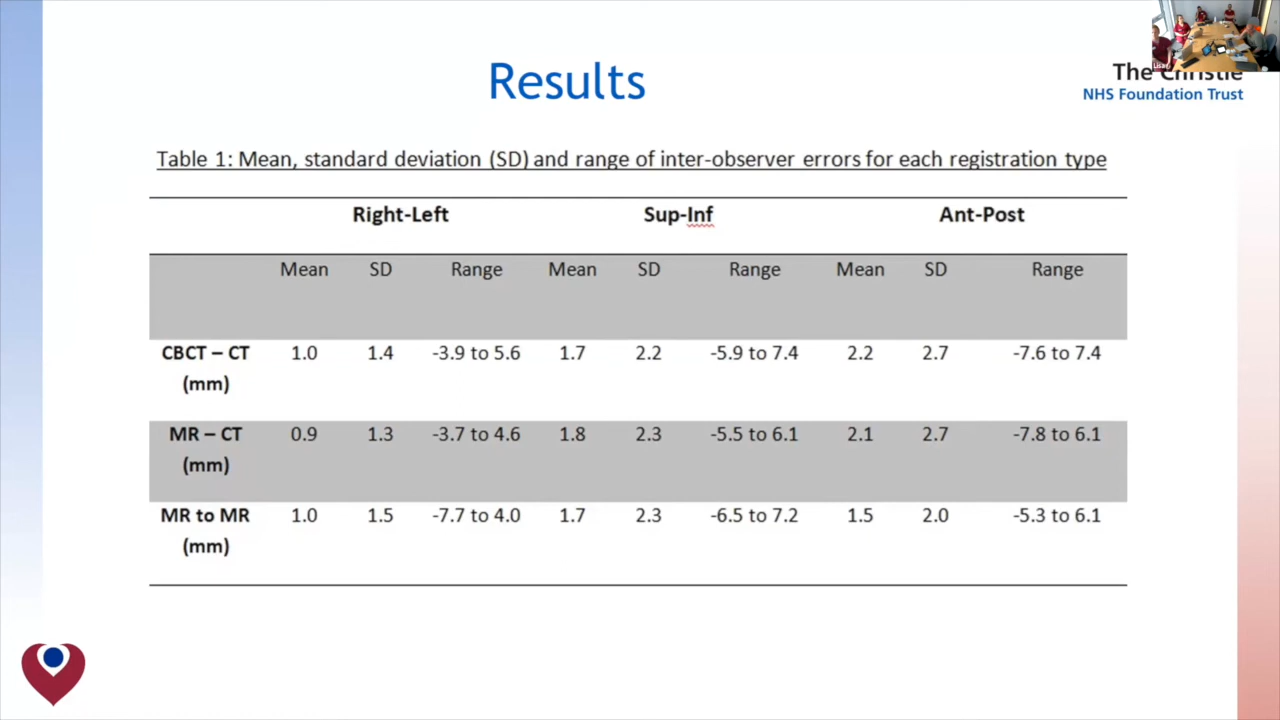 Results
Lisa
The Christie
NHS Foundation Trust
Table 1: Mean, standard deviation (SD) and range of inter-observer errors for each registration type
Right-Left Sup-Inf Ant-Post
Mean SD Range Mean SD Range Mean SD Range
CBCT – CT 1.0 1.4 -3.9 to 5.6 1.7 2.2 -5.9 to 7.4 2.2 2.7 -7.6 to 7.4
(mm)
MR – CT 0.9 1.3 -3.7 to 4.6 1.8 2.3 -5.5 to 6.1 2.1 2.7 -7.8 to 6.1
(mm)
MR to MR 1.0 1.5 -7.7 to 4.0 1.7 2.3 -6.5 to 7.2 1.5 2.0 -5.3 to 6.1
(mm)